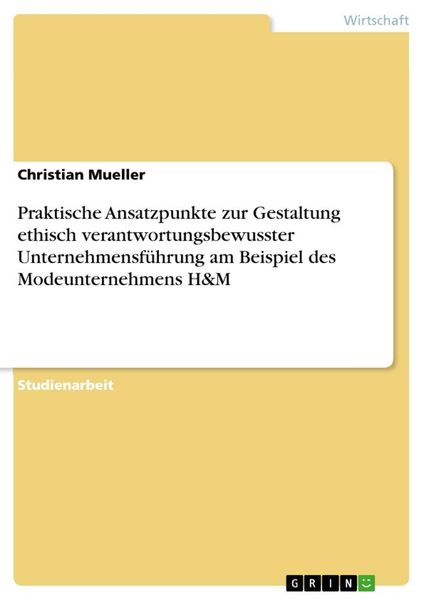 Wirtschaft
Christian Mueller
Praktische Ansatzpunkte zur Gestaltung
ethisch verantwortungsbewusster
Unternehmensführung am Beispiel des
Modeunternehmens H&M
Studienarbeit
GRIN